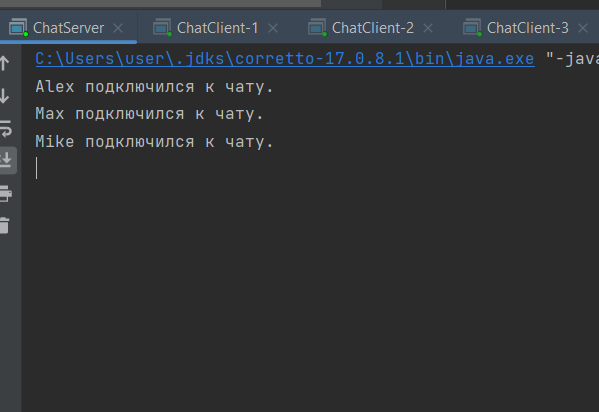 ChatServer ChatClient-1 ChatClient-2 ChatClient-3
C:\Users\user\.jdks\corretto-17.0.8.1\bin\java.exe "-java
Alex подключился к чату.
Max подключился к чату.
Mike подключился к чату.